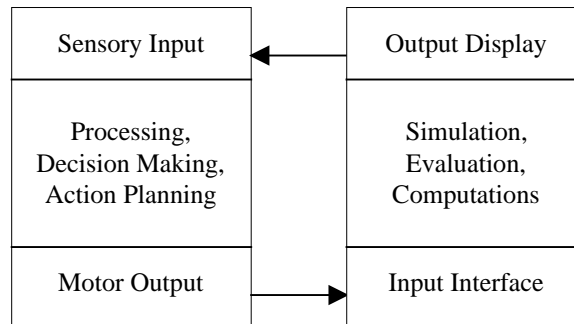 Sensory Input
Processing,
Decision Making,
Action Planning
Motor Output
Output Display
Simulation,
Evaluation,
Computations
Input Interface